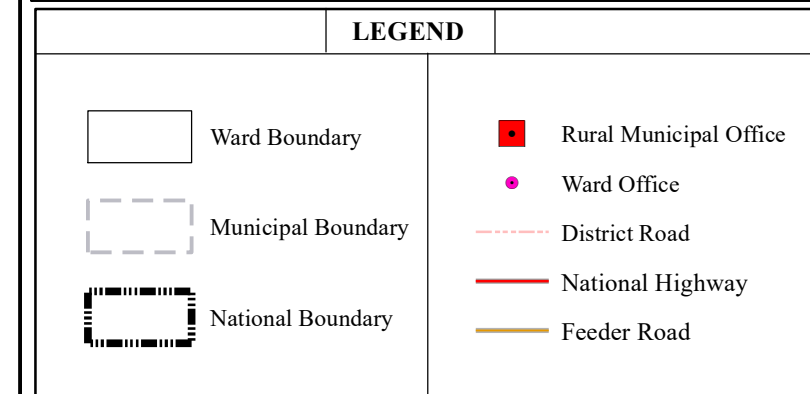 LEGEND
Ward Boundary
Municipal Boundary
National Boundary
Rural Municipal Office
Ward Office
District Road
National Highway
Feeder Road